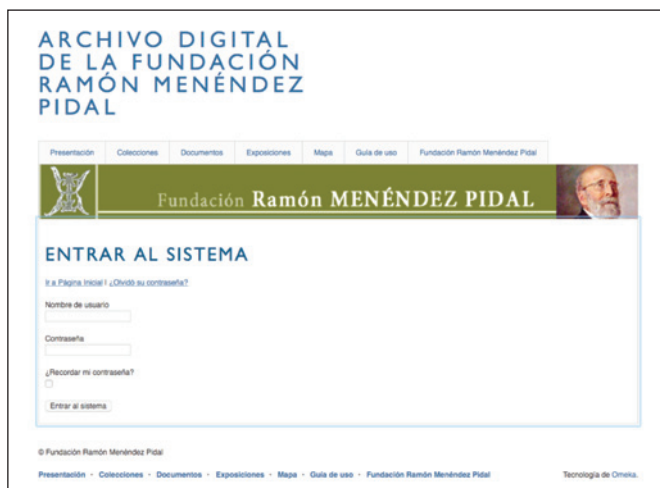 ARCHIVO DIGITAL
DE LA FUNDACIÓN
RAMÓN MENÉNDEZ
PIDAL
Presentación Colecciones Documentos Exposiciones Mapa Guía de uso Fundación Ramón Menéndez Pidal
Fundación Ramón MENÉNDEZ PIDAL
ENTRAR AL SISTEMA
Ir a Página Inicial | ¿Olvidó su contraseña?
Nombre de usuario
Contraseña
¿Recordar mi contraseña?
Entrar al sistema
© Fundación Ramón Menéndez Pidal
Presentación - Colecciones - Documentos - Exposiciones - Mapa - Guía de uso - Fundación Ramón Menéndez Pidal Tecnología de Omeka.